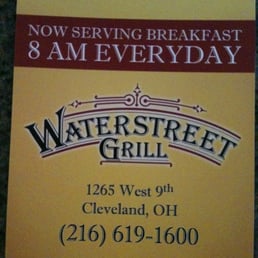 NOW SERVING BREAKFAST
8 AM EVERYDAY
WATERSTREET
GRILL
1265 West 9th
Cleveland, OH
(216) 619-1600